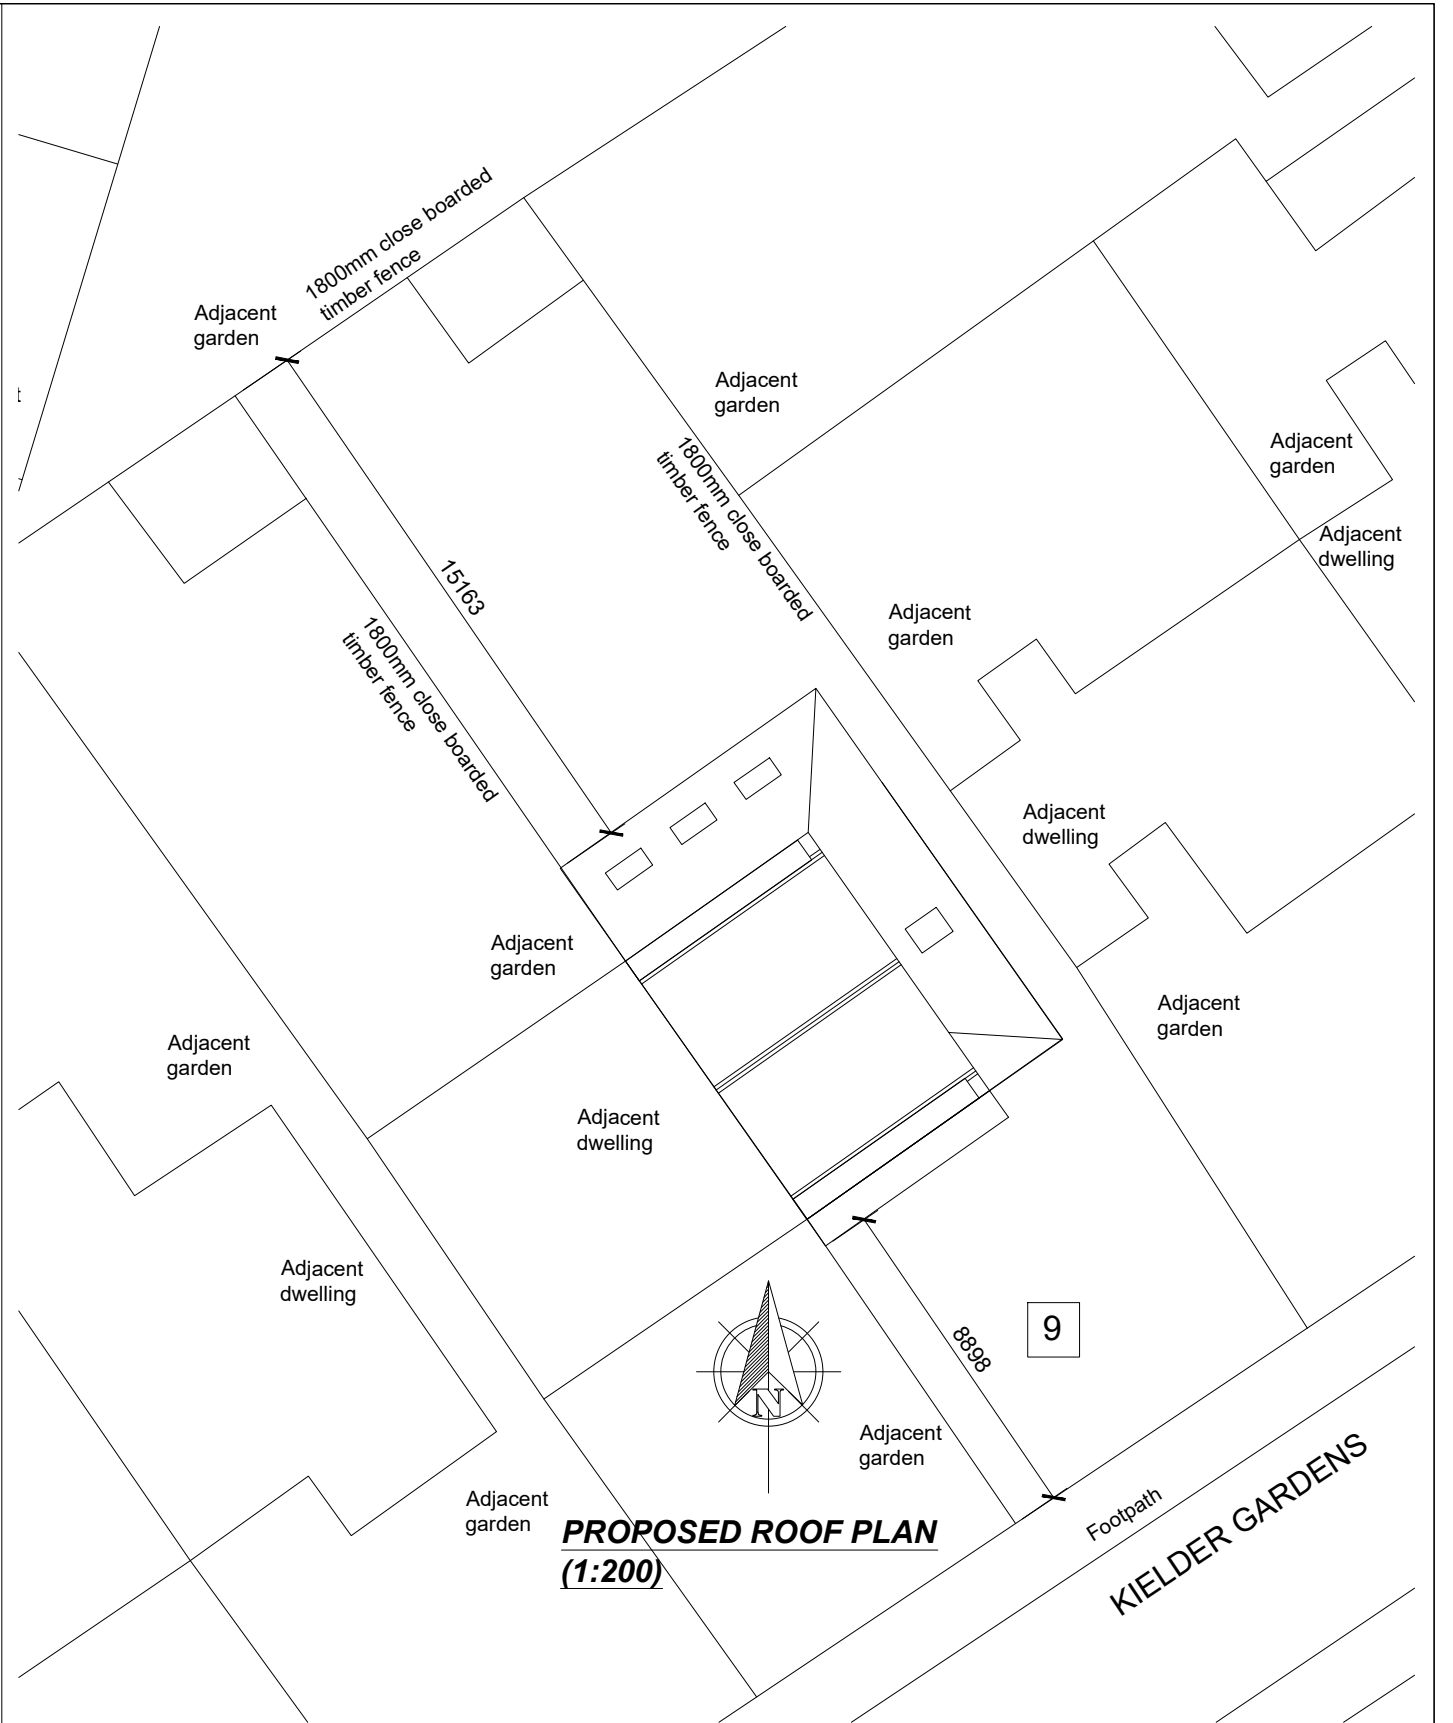 1800mm close boarded
timber fence
Adjacent
garden
Adjacent
garden
1800mm close boarded
timber fence
Adjacent
garden
Adjacent
dwelling
15163
1800mm close boarded
timber fence
Adjacent
garden
Adjacent
dwelling
Adjacent
garden
Adjacent
garden
Adjacent
garden
Adjacent
dwelling
Adjacent
dwelling
9
8898
N
Adjacent
garden
Adjacent
garden
Footpath
KIELDER GARDENS
PROPOSED ROOF PLAN
(1:200)